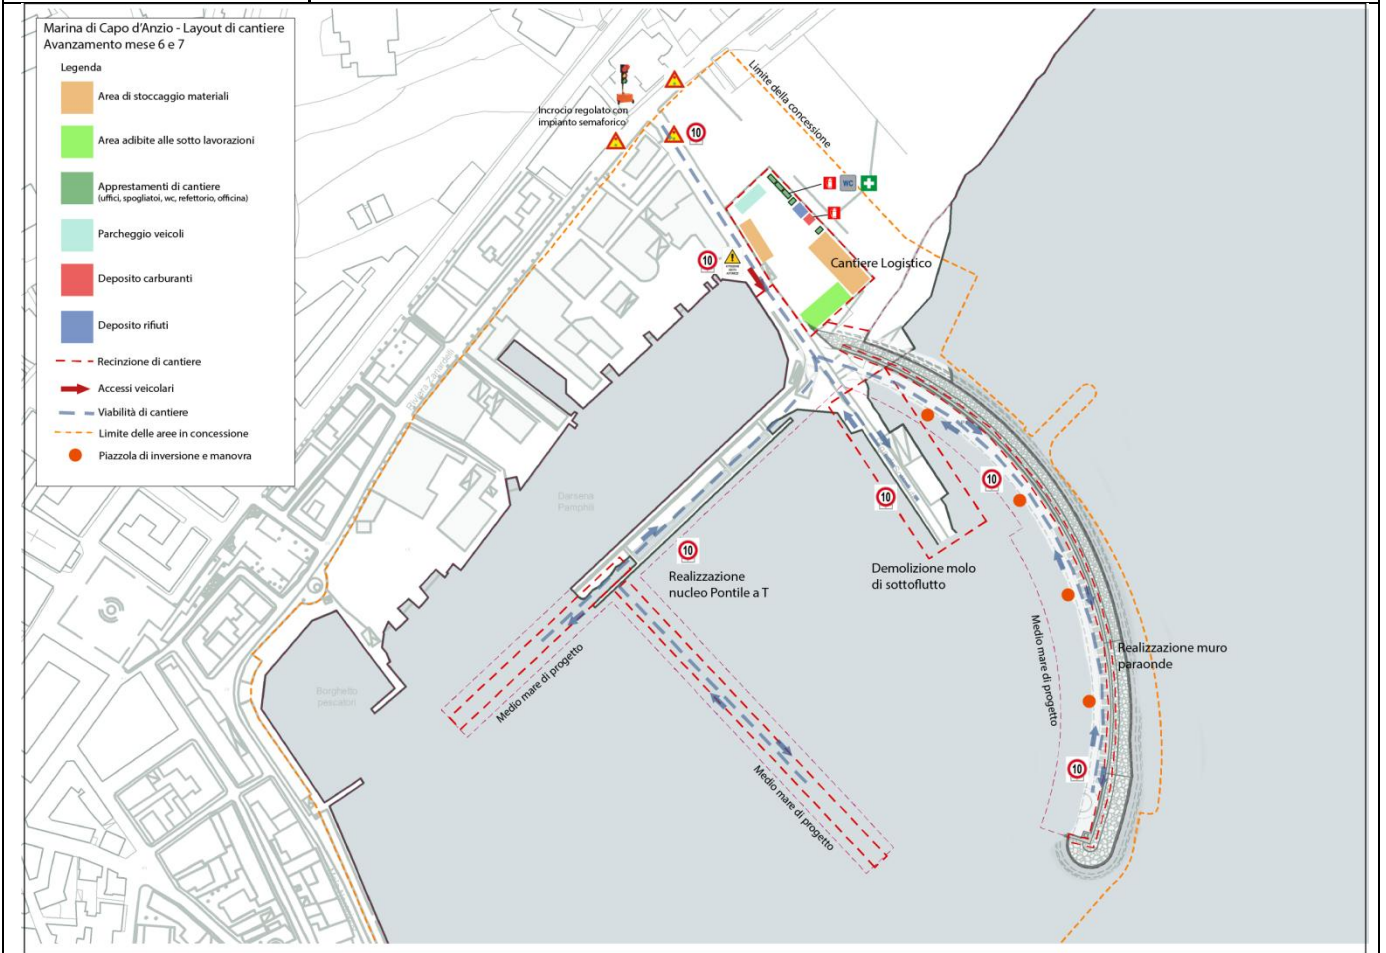 Marina di Capo d'Anzio - Layout di cantiere
Avanzamento mese 6 e 7
Legenda
Area di stoccaggio materiali
Area adibite alle sotto lavorazioni
Apprestamenti di cantiere
(uffici, spogliatoi, wc, refettorio, officina)
Parcheggio veicoli
Deposito carburanti
Deposito rifiuti
Recinzione di cantiere
Accessi veicolari
Viabilità di cantiere
Limite delle aree in concessione
Piazzola di inversione e manovra
Incrocio regolato con
impianto semaforico
10
Limite della concessione
WC
10
Cantiere Logistico
Riviera Zanardelli
10
10
Darsena
Pamphili
10
Realizzazione
nucleo Pontile a T
Demolizione molo
di sottoflutto
Medio mare di progetto
Realizzazione muro
paraonde
Medio mare di progetto
Borghetto
pescatori
Medio mare di progetto
10